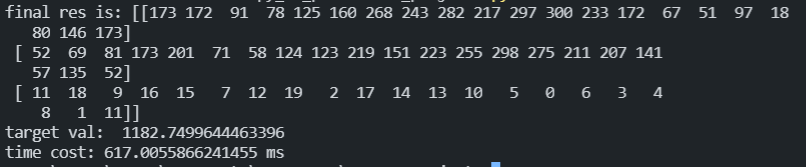 final res is: [[173 172 91 78 125 160 268 243 282 217 297 300 233 172 67 51 97 18
80 146 173]
[ 52 69 81 173 201 71 58 124 123 219 151 223 255 298 275 211 207 141
57 135 52]
[ 11 18 9 16 15 7 12 19 2 17 14 13 10 5 0 6 3 4
8 1 11]]
target val: 1182.7499644463396
time cost: 617.0055866241455 ms